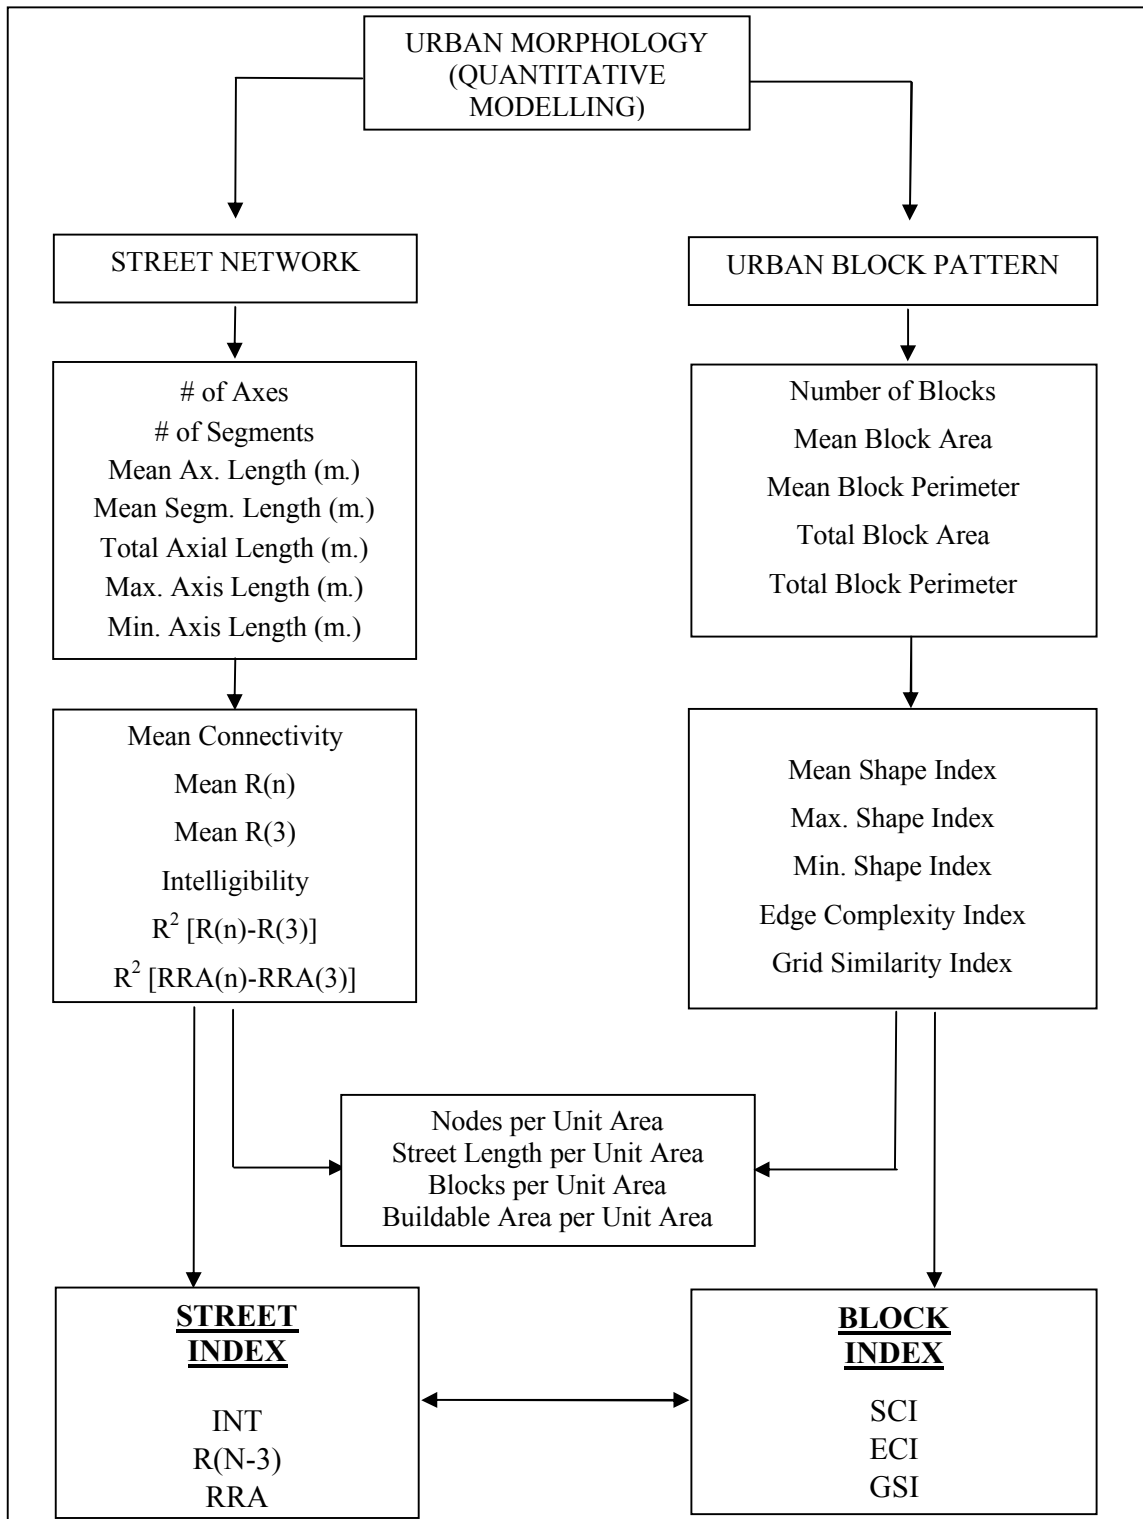 URBAN MORPHOLOGY
(QUANTITATIVE
MODELLING)
STREET NETWORK
URBAN BLOCK PATTERN
# of Axes
# of Segments
Mean Ax. Length (m.)
Mean Segm. Length (m.)
Total Axial Length (m.)
Max. Axis Length (m.)
Min. Axis Length (m.)
Number of Blocks
Mean Block Area
Mean Block Perimeter
Total Block Area
Total Block Perimeter
Mean Connectivity
Mean R(n)
Mean R(3)
Intelligibility
R² [R(n)-R(3)]
R² [RRA(n)-RRA(3)]
Mean Shape Index
Max. Shape Index
Min. Shape Index
Edge Complexity Index
Grid Similarity Index
Nodes per Unit Area
Street Length per Unit Area
Blocks per Unit Area
Buildable Area per Unit Area
STREET
INDEX
INT
R(N-3)
RRA
BLOCK
INDEX
SCI
ECI
GSI